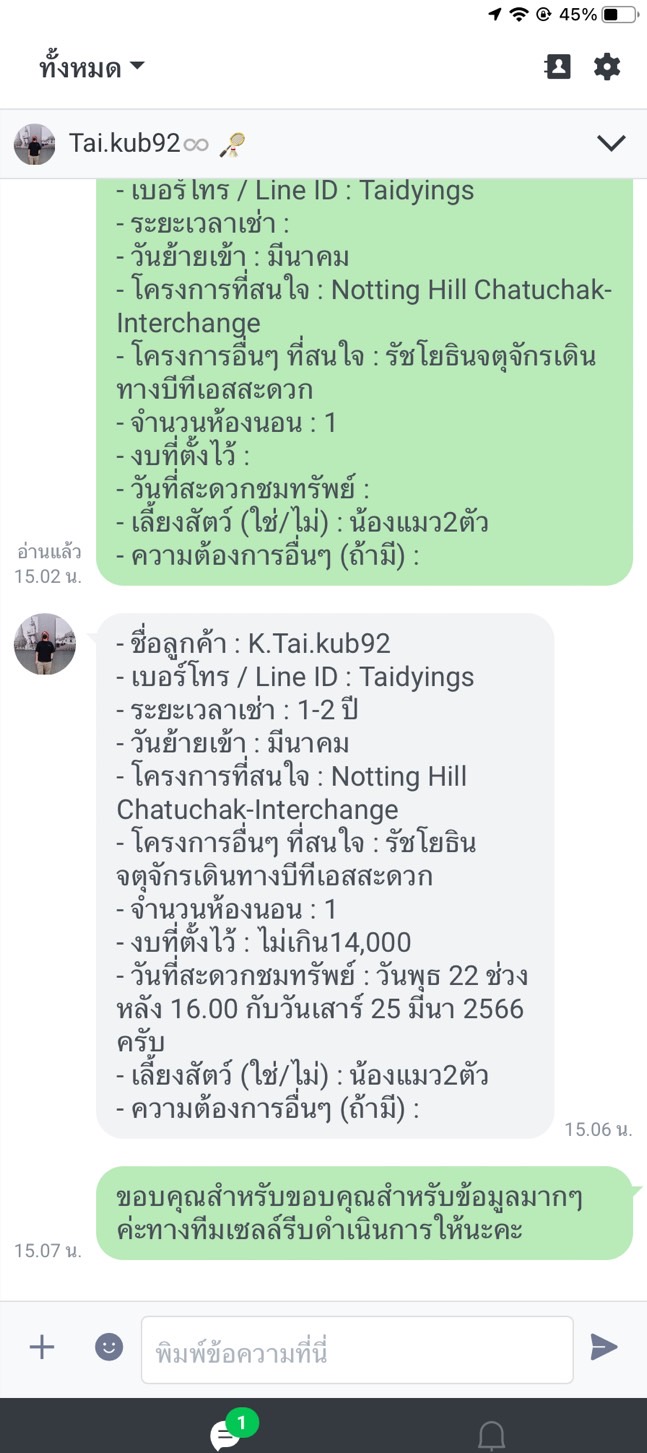 45%
ทั้งหมด
Tai.kub92
- เบอร์โทร / Line ID : Taidyings
- ระยะเวลาเช่า :
- วันย้ายเข้า : มีนาคม
- โครงการที่สนใจ : Notting Hill Chatuchak-
Interchange
- โครงการอื่นๆ ที่สนใจ : รัชโยธินจตุจักรเดิน
ทางบีทีเอสสะดวก
- จำนวนห้องนอน : 1
- งบที่ตั้งไว้ :
- วันที่สะดวกชมทรัพย์ :
- เลี้ยงสัตว์ (ใช่/ไม่) : น้องแมว2ตัว
- ความต้องการอื่นๆ (ถ้ามี) :
อ่านแล้ว
15.02 น.
- ชื่อลูกค้า : K.Tai.kub92
- เบอร์โทร / Line ID : Taidyings
- ระยะเวลาเช่า : 1-2 ปี
- วันย้ายเข้า : มีนาคม
- โครงการที่สนใจ : Notting Hill
Chatuchak-Interchange
- โครงการอื่นๆ ที่สนใจ : รัชโยธิน
จตุจักรเดินทางบีทีเอสสะดวก
- จำนวนห้องนอน : 1
- งบที่ตั้งไว้ : ไม่เกิน14,000
- วันที่สะดวกชมทรัพย์ : วันพุธ 22 ช่วง
หลัง 16.00 กับวันเสาร์ 25 มีนา 2566
ครับ
- เลี้ยงสัตว์ (ใช่/ไม่) : น้องแมว2ตัว
- ความต้องการอื่นๆ (ถ้ามี) :
15.06 น.
ขอบคุณสำหรับขอบคุณสำหรับข้อมูลมากๆ
ค่ะทางทีมเซลล์รีบดำเนินการให้นะคะ
15.07 น.
พิมพ์ข้อความที่นี่
1